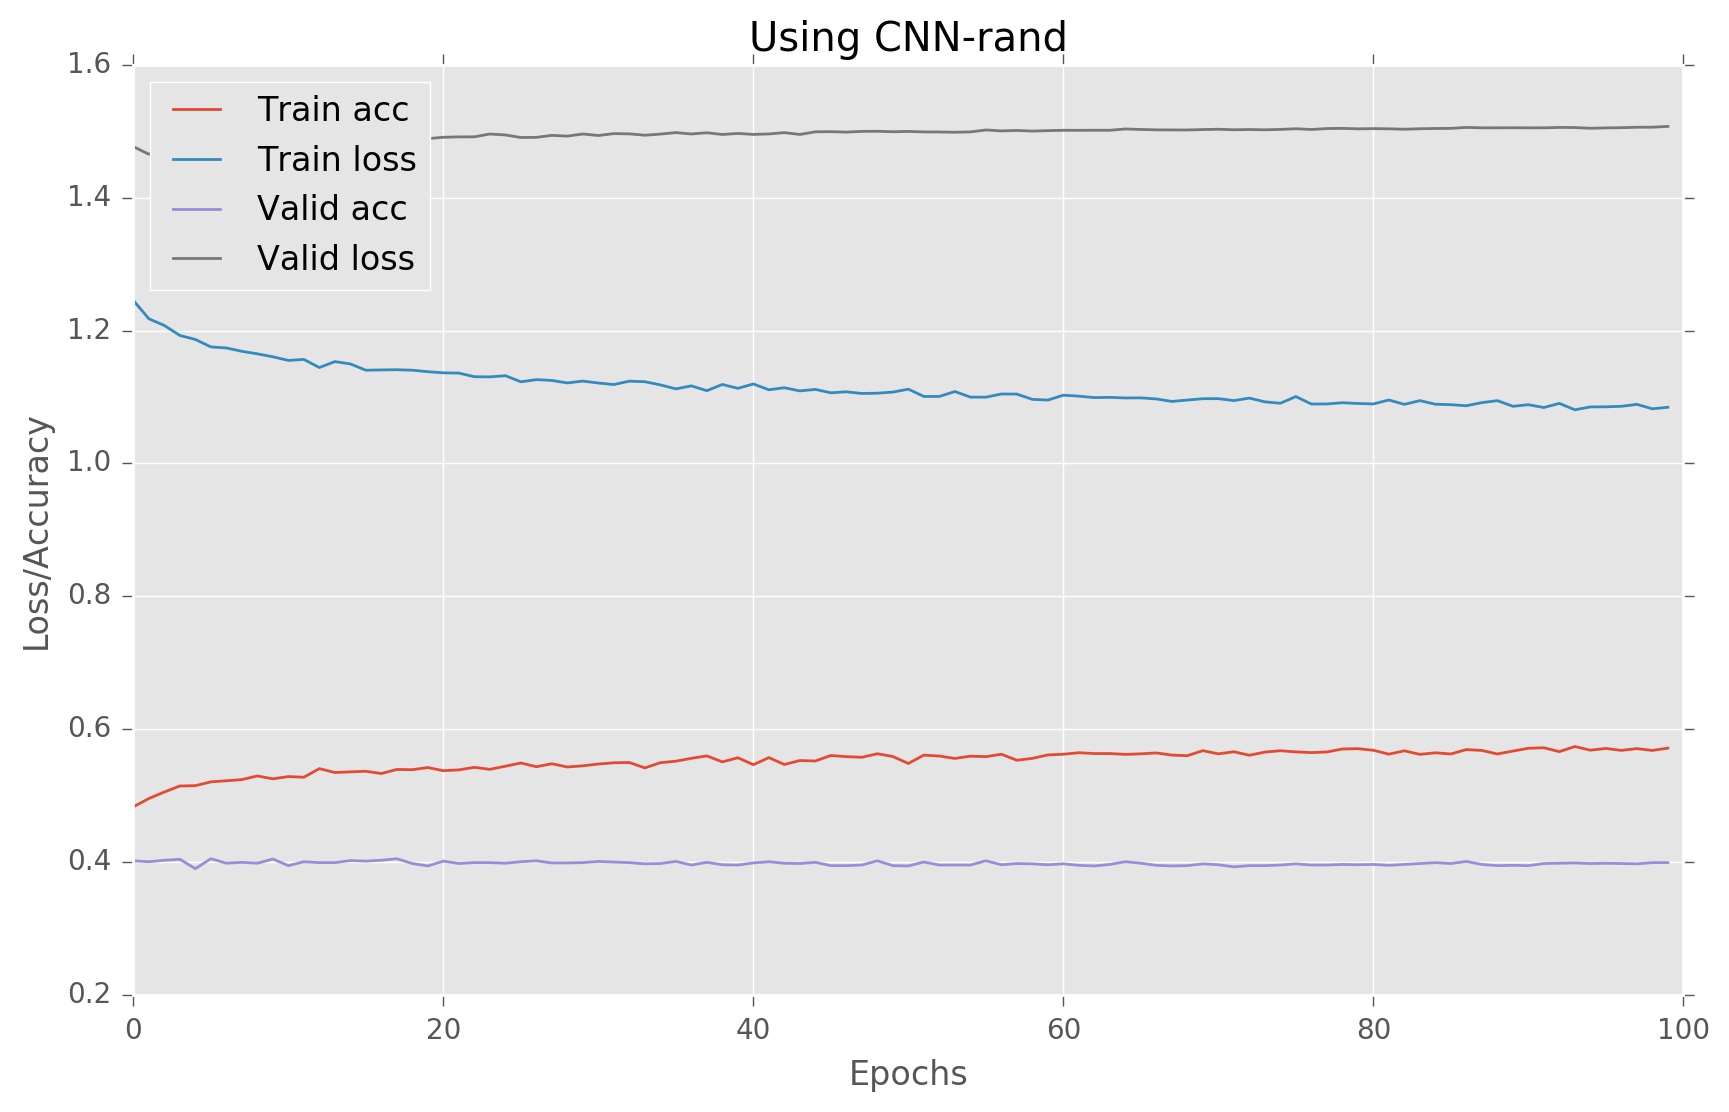 Using CNN-rand
1.6
1.4
1.2
1.0
0.8
0.6
0.4
0.2
Loss/Accuracy
Train acc
Train loss
Valid acc
Valid loss
0 20 40 60 80 100
Epochs